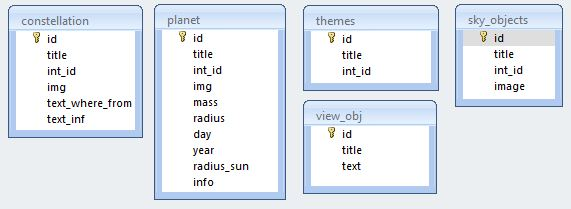 constellation
id
title
int_id
img
text_where_from
text_inf
planet
id
title
int_id
img
mass
radius
day
year
radius_sun
info
themes
id
title
int_id
view_obj
id
title
text
sky_objects
id
title
int_id
image